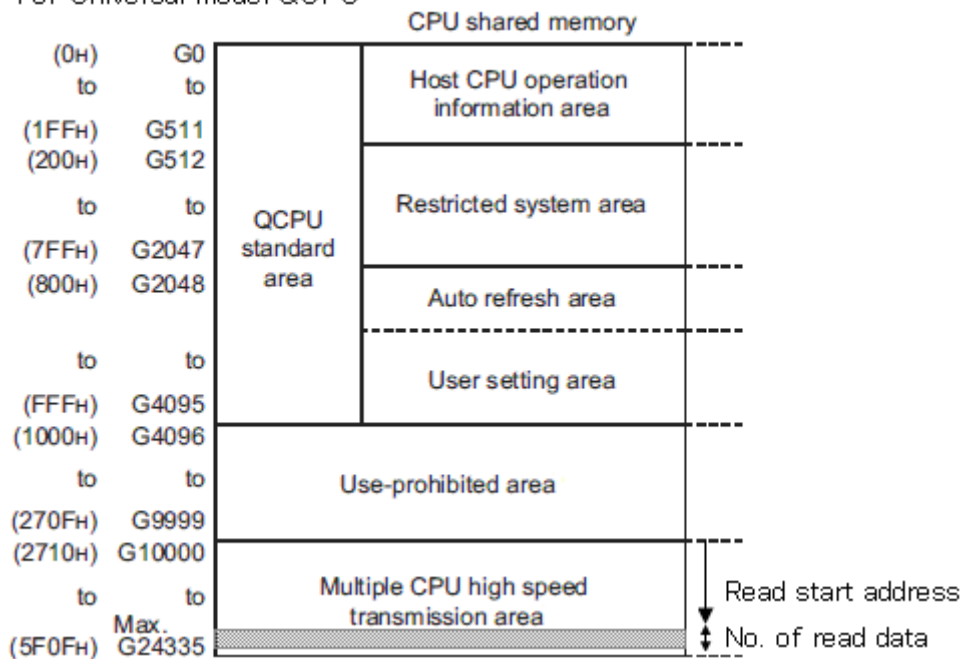 For Universal model QCPU
CPU shared memory
(0H) G0
to to
(1FFH) G511
(200H) G512
to to
(7FFH) G2047
(800H) G2048
to to
(FFFH) G4095
(1000H) G4096
to to
(270FH) G9999
(2710H) G10000
to to
Max.
(5F0FH) G24335
QCPU
standard
area
Host CPU operation
information area
Restricted system area
Auto refresh area
User setting area
Use-prohibited area
Multiple CPU high speed
transmission area
Read start address
No. of read data